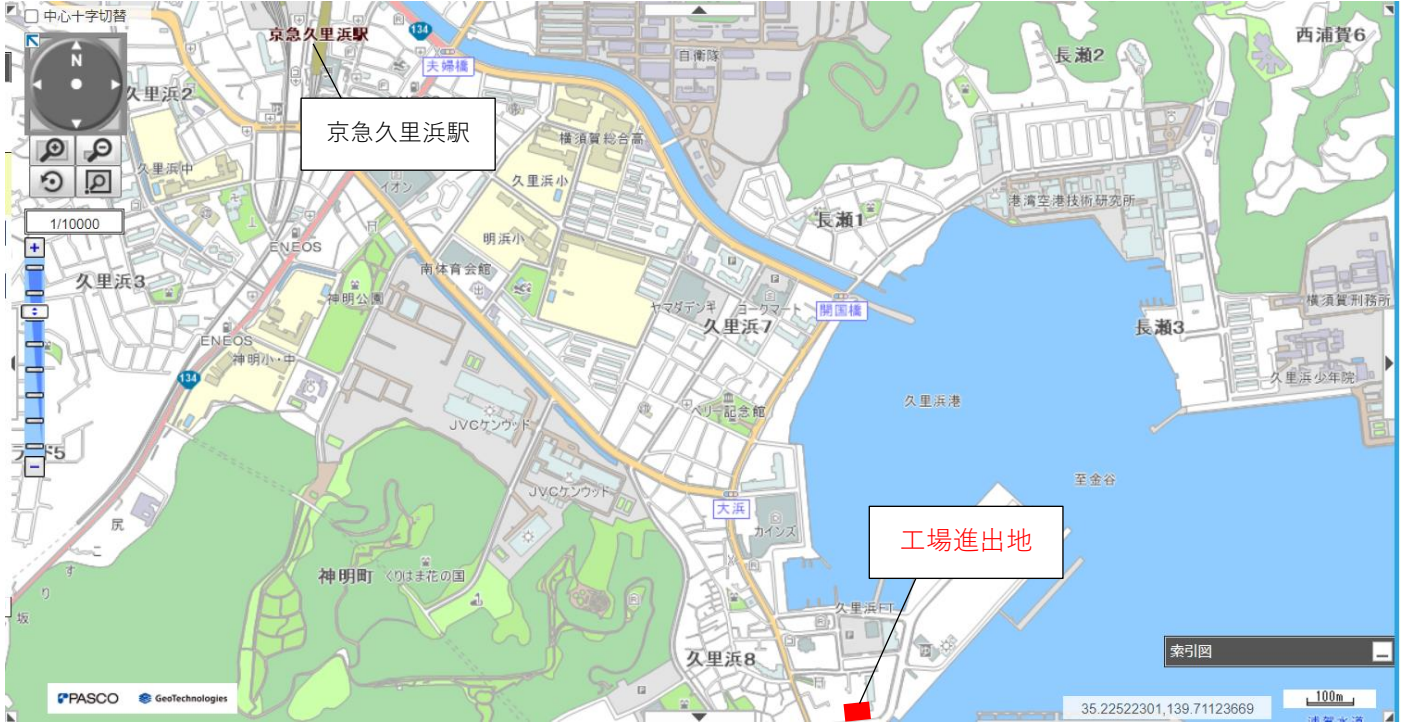 中心十字切替
京急久里浜駅
134
夫婦橋
自衛隊
長瀬2
西浦賀6
N
久里浜2
京急久里浜駅
横須賀総合高
久里浜中
イオン
久里浜小
港湾空港技術研究所
1/10000
長瀬1
ENEOS
明浜小
南体育会館
久里浜3
神明公園
横須賀刑務所
ヤマダデンキ
ヨークマート
開国橋
久里浜7
長瀬3
ENEOS
神明小・中
134
久里浜少年院
久里浜港
ペリー記念館
JVCケンウッド
至金谷
JVCケンウッド
大浜
カインズ
工場進出地
尻
こ
す
り
坂
神明町
くりはま花の国
久里浜FT
久里浜8
索引図
PASCO
GeoTechnologies
35.22522301,139.71123669
100m